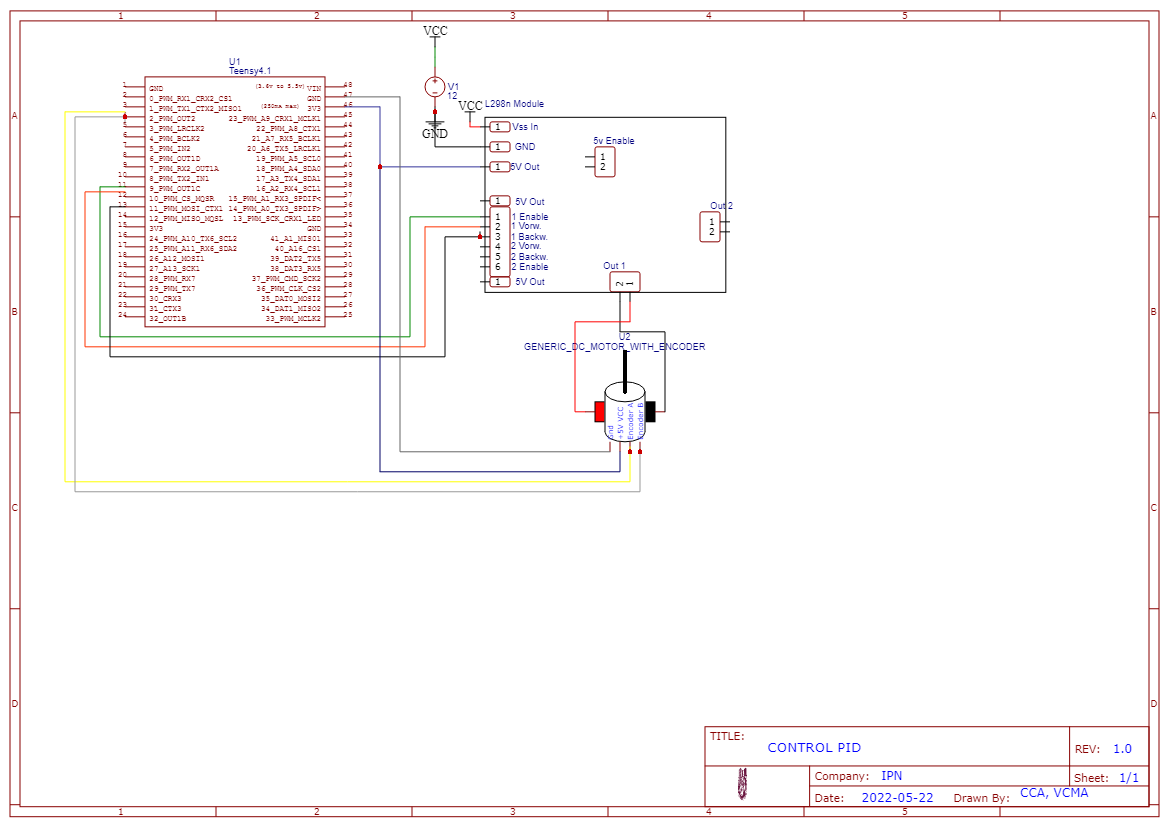 1 2 3 4 5
A A
B B
C C
D D
1 2 3 4 5
VCC
V1
12
GND
VCC
U1
Teensy4.1
1 GND
2 0_PWM_RX1_CRX2_CS1
3 1_PWM_TX1_CTX2_MISO1
4 2_PWM_OUT2
5 3_PWM_LRCLK2
6 4_PWM_BCLK2
7 5_PWM_IN2
8 6_PWM_OUT1D
9 7_PWM_RX2_OUT1A
10 8_PWM_TX2_IN1
11 9_PWM_OUT1C
12 10_PWM_CS_MQSR
13 11_PWM_MOSI_CTX1
14 12_PWM_MISO_MQSL
15 3V3
16 24_PWM_A10_TX6_SCL2
17 25_PWM_A11_RX6_SDA2
18 26_A12_MOSI1
19 27_A13_SCK1
20 28_PWM_RX7
21 29_PWM_TX7
22 30_CRX3
23 31_CTX3
24 32_OUT1B
(3.6v to 5.5v) VIN 48
GND 47
(250mA max) 3V3 46
23_PWM_A9_CRX1_MCLK1 45
22_PWM_A8_CTX1 44
21_A7_RX5_BCLK1 43
20_A6_TX5_LRCLK1 42
19_PWM_A5_SCL0 41
18_PWM_A4_SDA0 40
17_A3_TX4_SDA1 39
16_A2_RX4_SCL1 38
15_PWM_A1_RX3_SPDIF< 37
14_PWM_A0_TX3_SPDIF> 36
13_PWM_SCK_CRX1_LED 35
GND 34
41_A1_MISO1 33
40_A16_CS1 32
39_DAT2_TX5 31
38_DAT3_RX5 30
37_PWM_CMD_SCK2 29
36_PWM_CLK_CS2 28
35_DAT0_MOSI2 27
34_DAT1_MISO2 26
33_PWM_MCLK2 25
L298n Module
1 Vss In
1 GND
1 5V Out
1 5V Out
1 1 Enable
2 1 Vorw.
3 1 Backw.
4 2 Vorw.
5 2 Backw.
6 2 Enable
1 5V Out
5v Enable
1
2
Out 2
1
2
Out 1
2 1
U2
GENERIC_DC_MOTOR_WITH_ENCODER
Gnd
+5V VCC
Encoder A
Encoder B
TITLE:
CONTROL PID
REV: 1.0
Company: IPN
Sheet: 1/1
Date: 2022-05-22
Drawn By: CCA, VCMA